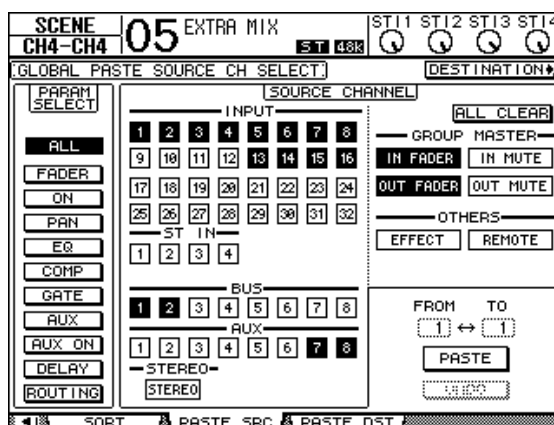 SCENE
CH4-CH4
05 EXTRA MIX
ST 48K
STI1 STI2 STI3 STI4
GLOBAL PASTE SOURCE CH SELECT
DESTINATION
PARAM SELECT
ALL
FADER
ON
PAN
EQ
COMP
GATE
AUX
AUX ON
DELAY
ROUTING
SOURCE CHANNEL
INPUT
1 2 3 4 5 6 7 8
9 10 11 12 13 14 15 16
17 18 19 20 21 22 23 24
25 26 27 28 29 30 31 32
ST IN
1 2 3 4
BUS
1 2 3 4 5 6 7 8
AUX
1 2 3 4 5 6 7 8
STEREO
STEREO
ALL CLEAR
GROUP MASTER
IN FADER IN MUTE
OUT FADER OUT MUTE
OTHERS
EFFECT REMOTE
FROM TO
1 ↔ 1
PASTE
UNDO
SORT PASTE SRC PASTE DST